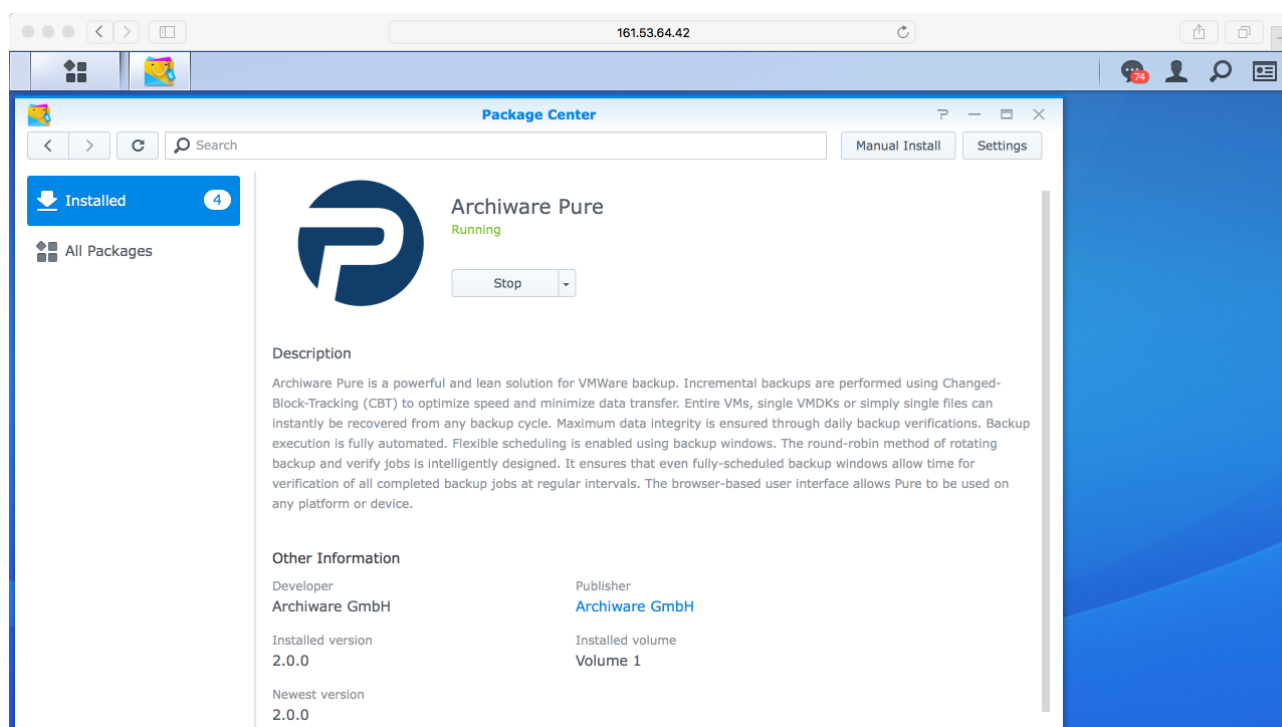 161.53.64.42
74
Package Center
Search
Manual Install
Settings
Installed
4
All Packages
Archiware Pure
Running
Stop
Description
Archiware Pure is a powerful and lean solution for VMWare backup. Incremental backups are performed using Changed-
Block-Tracking (CBT) to optimize speed and minimize data transfer. Entire VMs, single VMDKs or simply single files can
instantly be recovered from any backup cycle. Maximum data integrity is ensured through daily backup verifications. Backup
execution is fully automated. Flexible scheduling is enabled using backup windows. The round-robin method of rotating
backup and verify jobs is intelligently designed. It ensures that even fully-scheduled backup windows allow time for
verification of all completed backup jobs at regular intervals. The browser-based user interface allows Pure to be used on
any platform or device.
Other Information
Developer
Archiware GmbH
Publisher
Archiware GmbH
Installed version
2.0.0
Installed volume
Volume 1
Newest version
2.0.0